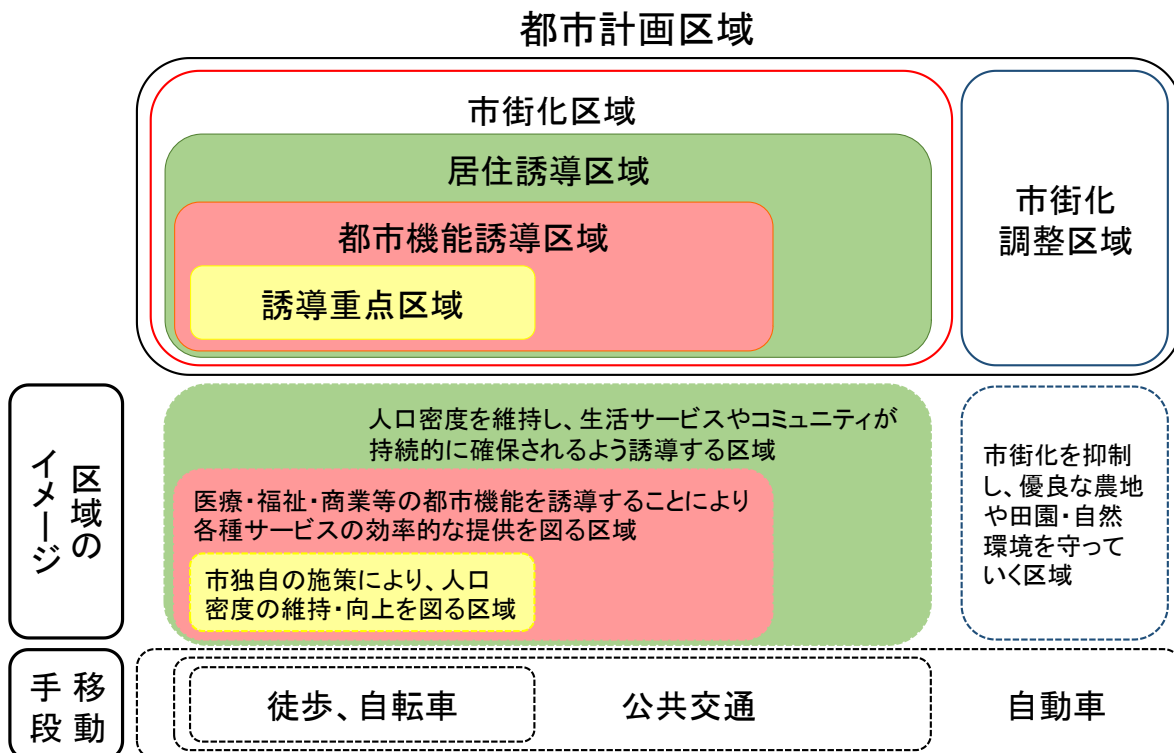 都市計画区域
市街化区域
居住誘導区域
都市機能誘導区域
誘導重点区域
市街化
調整区域
区域の
イメージ
人口密度を維持し、生活サービスやコミュニティが
持続的に確保されるよう誘導する区域
医療・福祉・商業等の都市機能を誘導することにより
各種サービスの効率的な提供を図る区域
市独自の施策により、人口
密度の維持・向上を図る区域
市街化を抑制
し、優良な農地
や田園・自然
環境を守って
いく区域
移動
手段
徒歩、自転車
公共交通
自動車